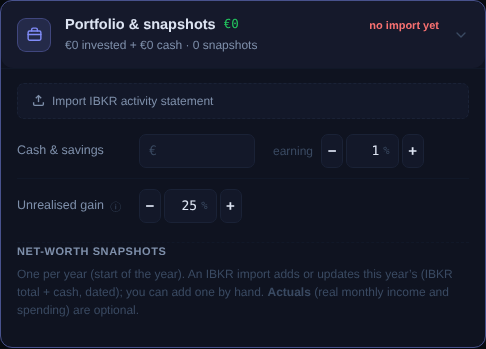 Portfolio & snapshots €0
no import yet
€0 invested + €0 cash · 0 snapshots
Import IBKR activity statement
Cash & savings € earning − 1 % +
Unrealised gain ⓘ − 25 % +
NET-WORTH SNAPSHOTS
One per year (start of the year). An IBKR import adds or updates this year’s (IBKR
total + cash, dated); you can add one by hand. Actuals (real monthly income and
spending) are optional.